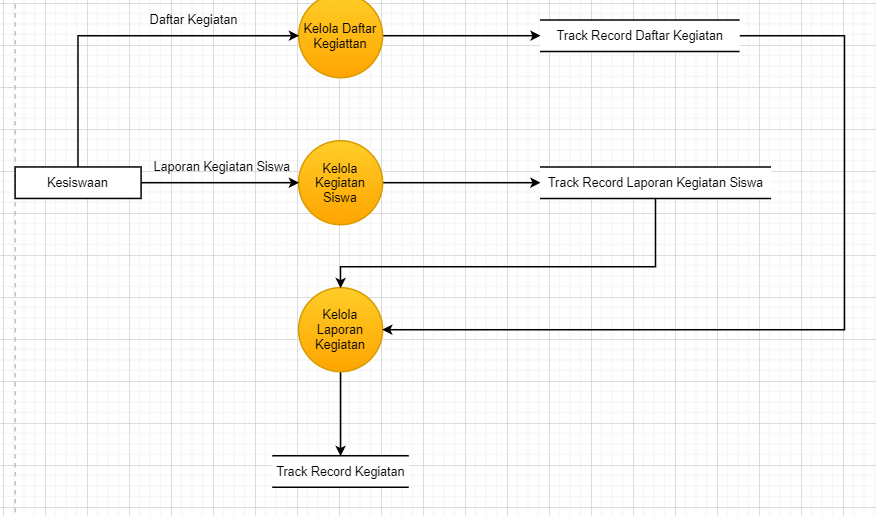 Daftar Kegiatan
Kelola Daftar
Kegiattan
Track Record Daftar Kegiatan
Kesiswaan
Laporan Kegiatan Siswa
Kelola
Kegiatan
Siswa
Track Record Laporan Kegiatan Siswa
Kelola
Laporan
Kegiatan
Track Record Kegiatan